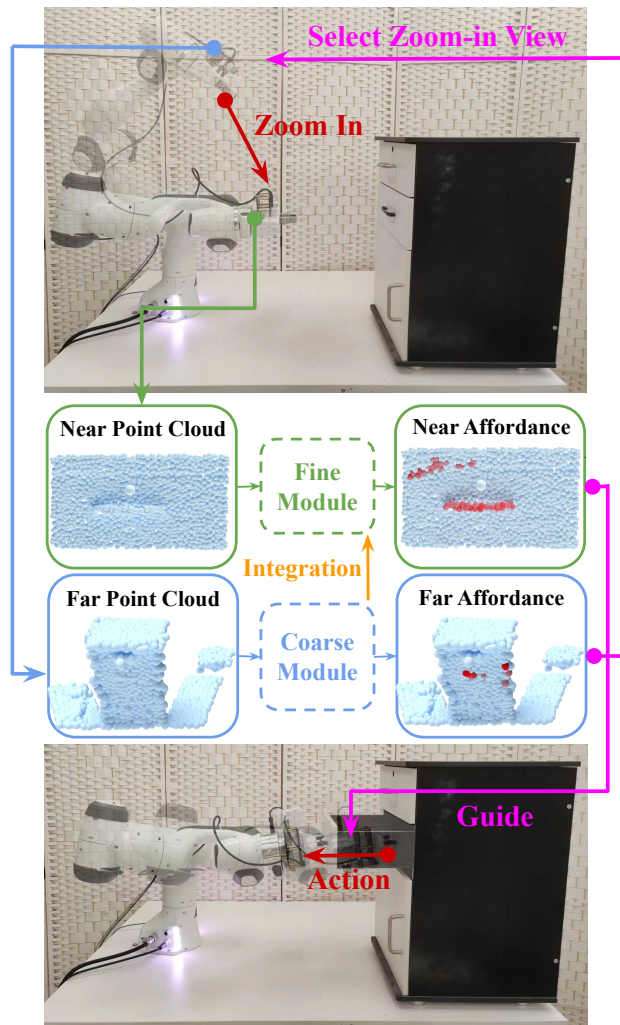 Select Zoom-in View
Zoom In
Near Point Cloud
Fine
Module
Near Affordance
Integration
Far Point Cloud
Coarse
Module
Far Affordance
Guide
Action